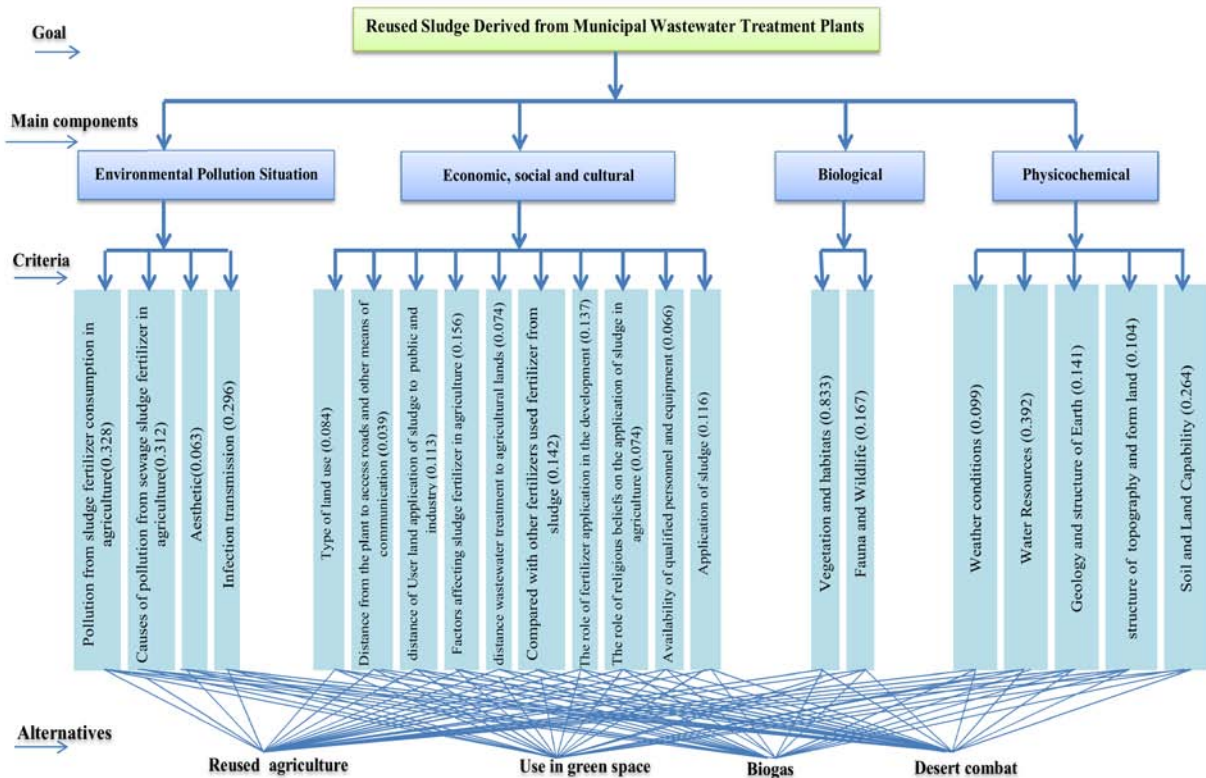 Goal
Reused Sludge Derived from Municipal Wastewater Treatment Plants
Main components
Environmental Pollution Situation
Economic, social and cultural
Biological
Physicochemical
Criteria
Pollution from sludge fertilizer consumption in
agriculture(0.328)
Causes of pollution from sewage sludge fertilizer in
agriculture(0.312)
Aesthetic(0.063)
Infection transmission (0.296)
Type of land use (0.084)
Distance from the plant to access roads and other means of
communication (0.039)
distance of User land application of sludge to public and
industry (0.113)
Factors affecting sludge fertilizer in agriculture (0.156)
distance wastewater treatment to agricultural lands (0.074)
Compared with other fertilizers used fertilizer from
sludge (0.142)
The role of fertilizer application in the development (0.137)
The role of religious beliefs on the application of sludge in
agriculture (0.074)
Availability of qualified personnel and equipment (0.066)
Application of sludge (0.116)
Vegetation and habitats (0.833)
Fauna and Wildlife (0.167)
Weather conditions (0.099)
Water Resources (0.392)
Geology and structure of Earth (0.141)
structure of topography and form land (0.104)
Soil and Land Capability (0.264)
Alternatives
Reused agriculture
Use in green space
Biogas
Desert combat